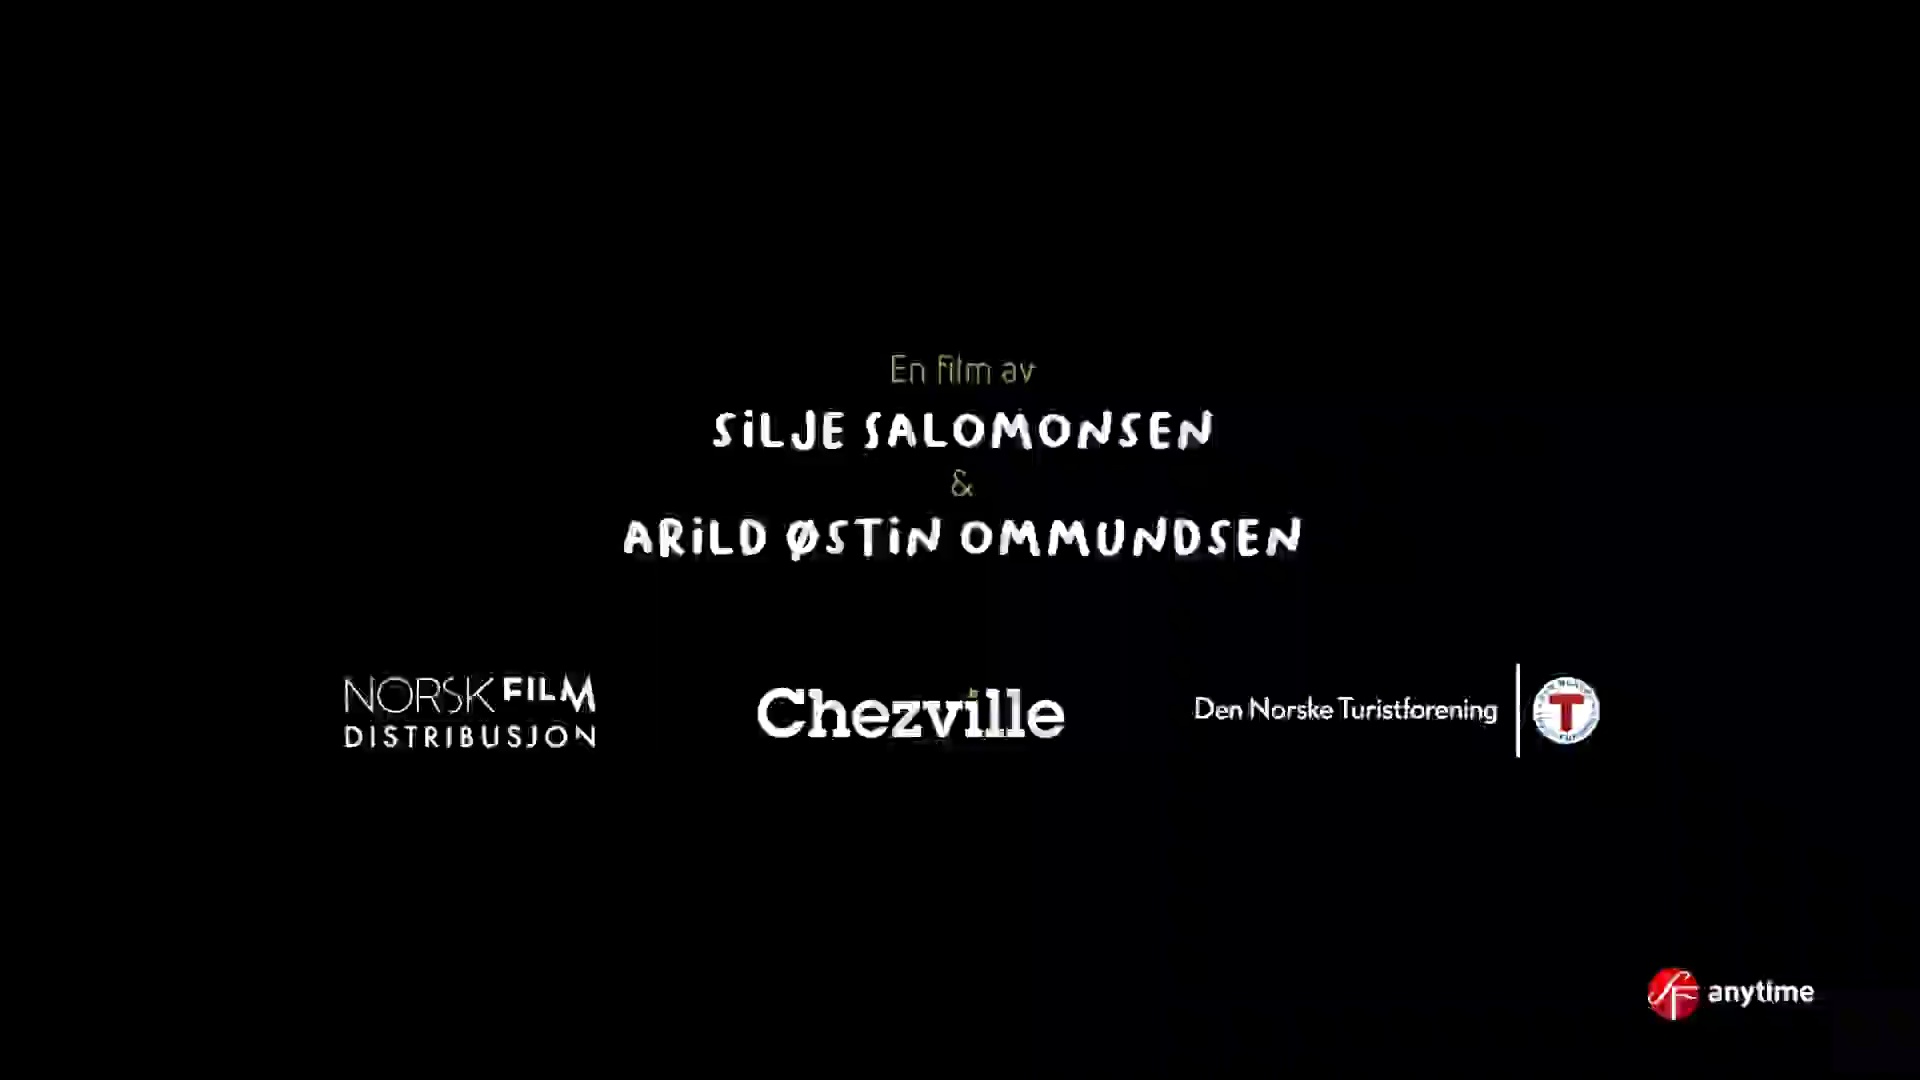 En film av
SiLJE SALOMONSEN
&
ARiLD ØSTiN OMMUNDSEN
NORSK FILM
DISTRIBUSJON
Chezville
Den Norske Turistforening
T
SF anytime